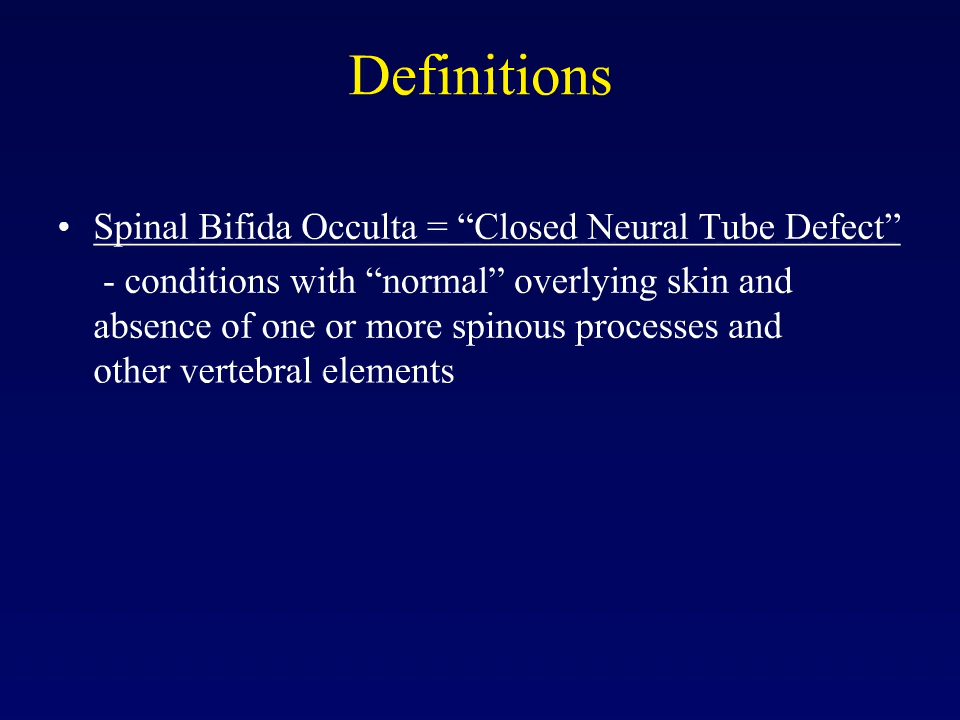 Definitions
• Spinal Bifida Occulta = “Closed Neural Tube Defect”
- conditions with “normal” overlying skin and
absence of one or more spinous processes and
other vertebral elements